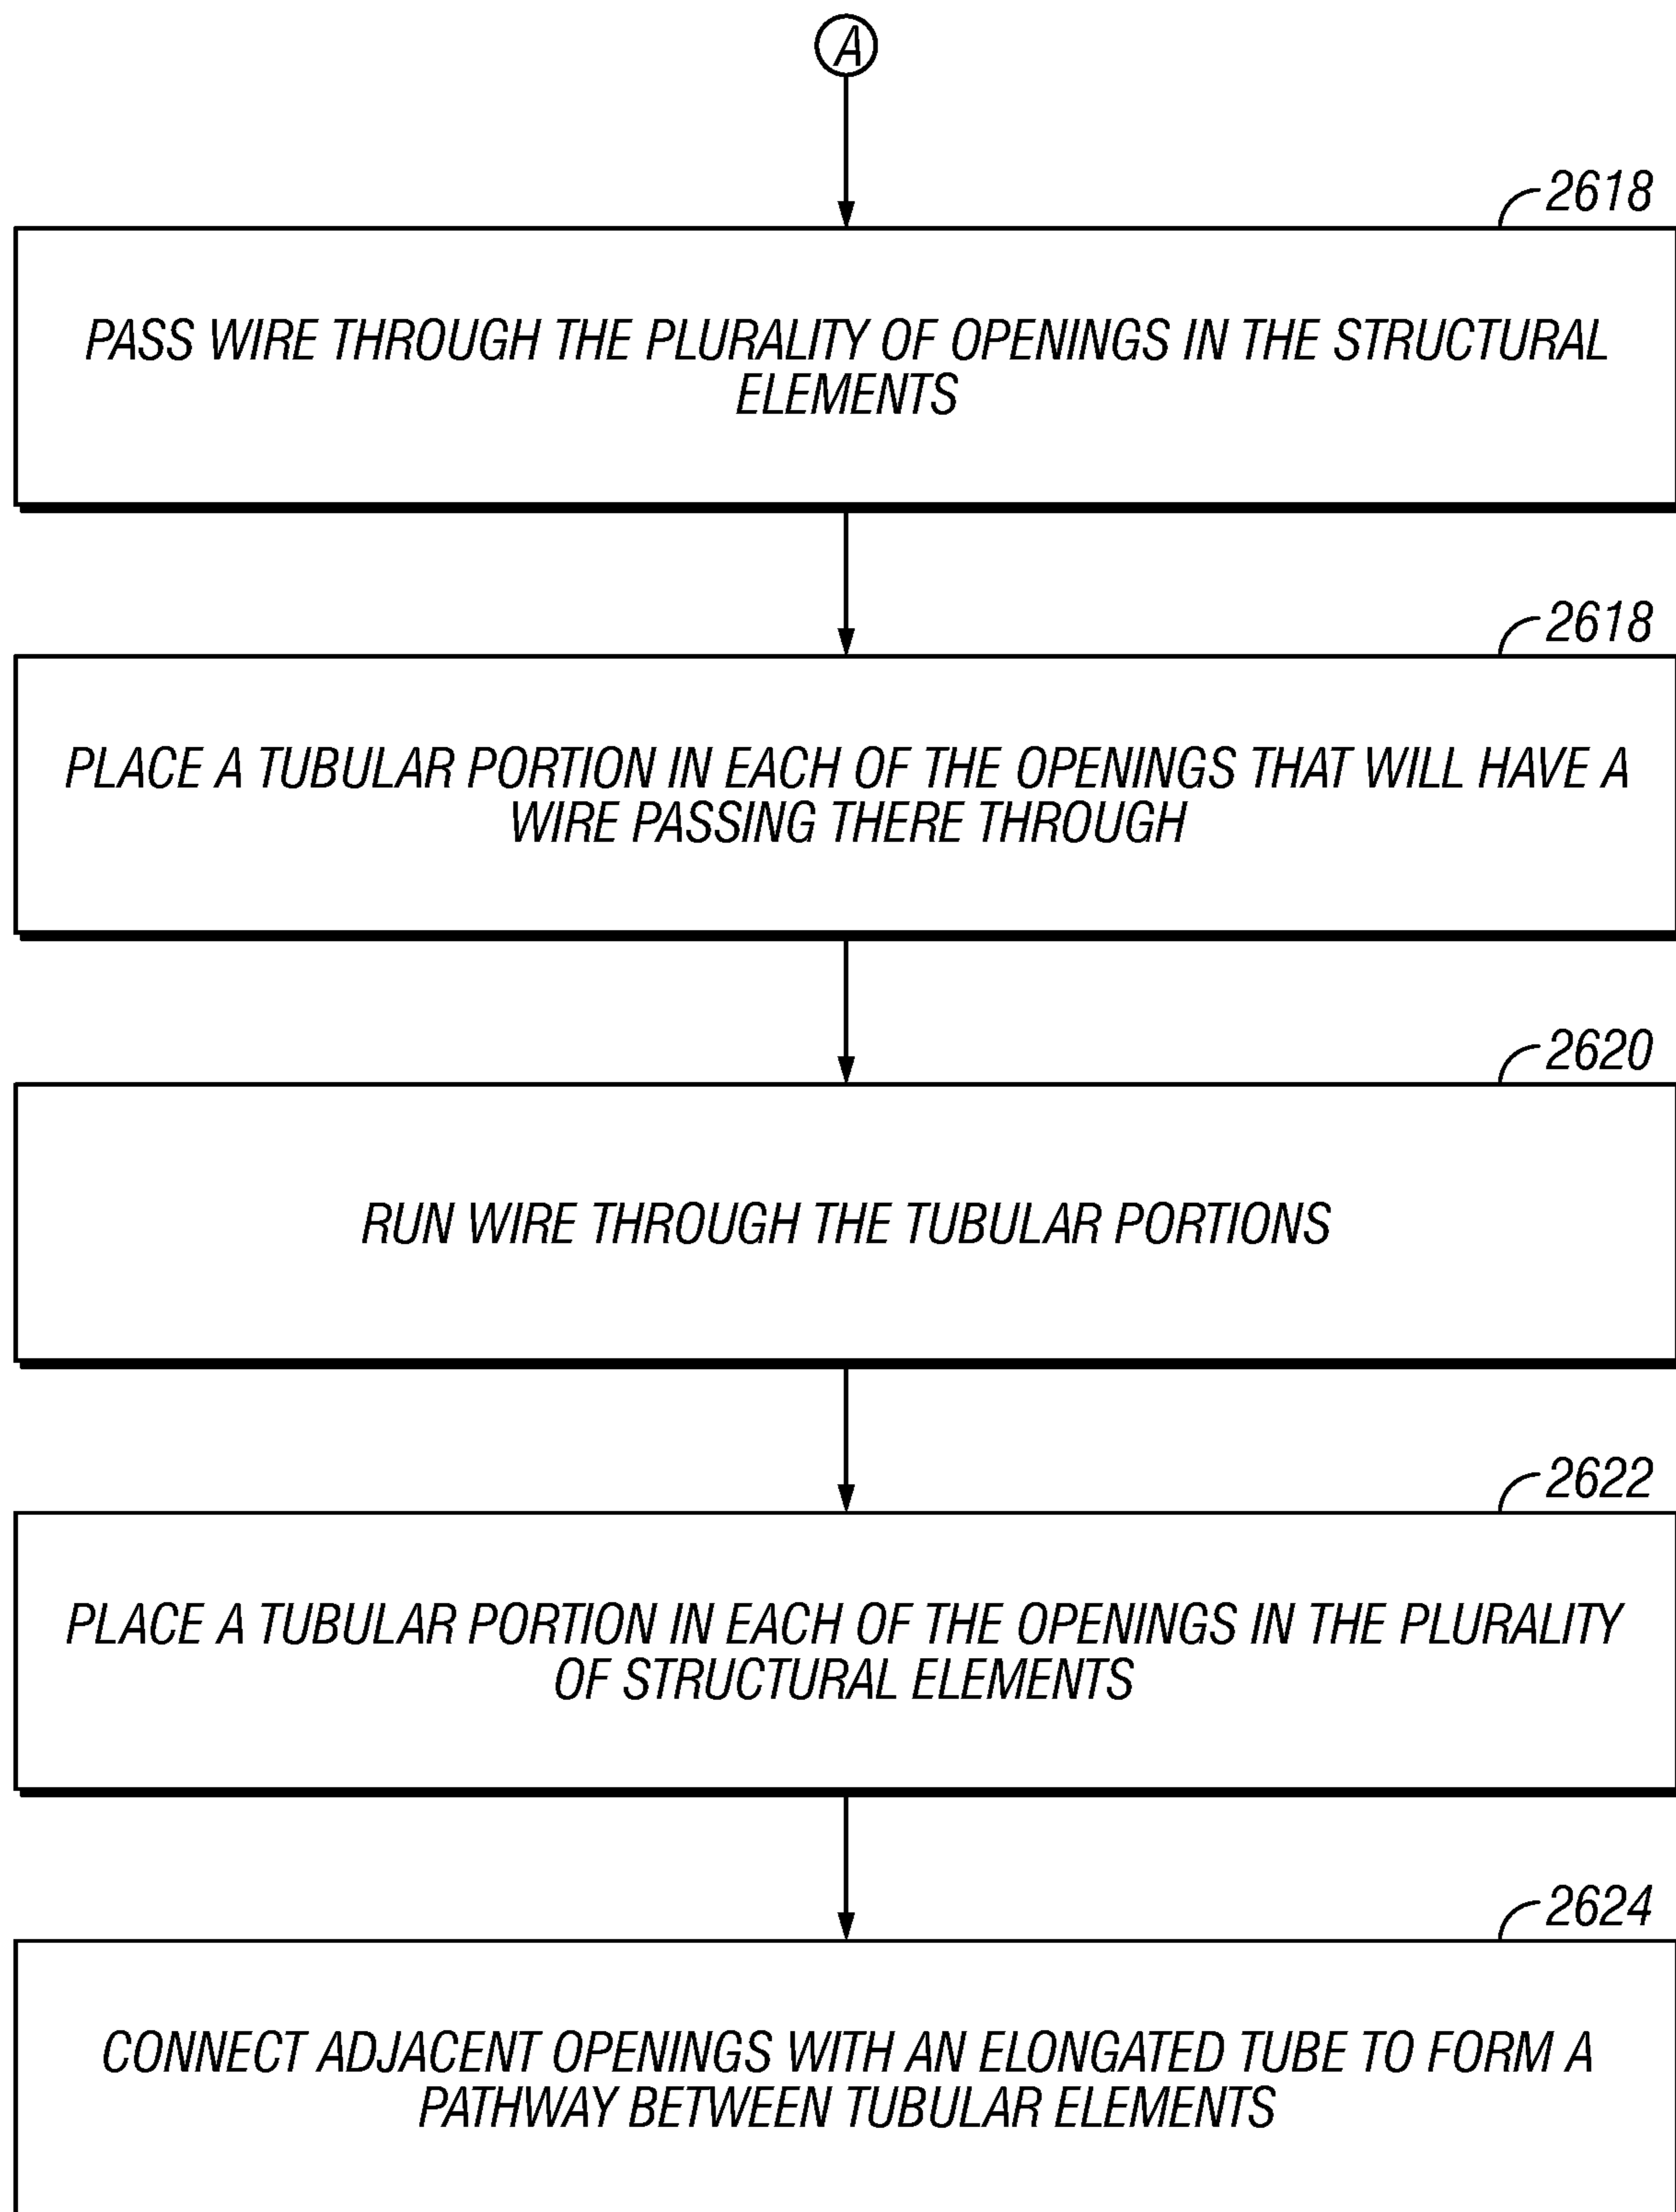 A
2618
PASS WIRE THROUGH THE PLURALITY OF OPENINGS IN THE STRUCTURAL
ELEMENTS
2618
PLACE A TUBULAR PORTION IN EACH OF THE OPENINGS THAT WILL HAVE A
WIRE PASSING THERE THROUGH
2620
RUN WIRE THROUGH THE TUBULAR PORTIONS
2622
PLACE A TUBULAR PORTION IN EACH OF THE OPENINGS IN THE PLURALITY
OF STRUCTURAL ELEMENTS
2624
CONNECT ADJACENT OPENINGS WITH AN ELONGATED TUBE TO FORM A
PATHWAY BETWEEN TUBULAR ELEMENTS